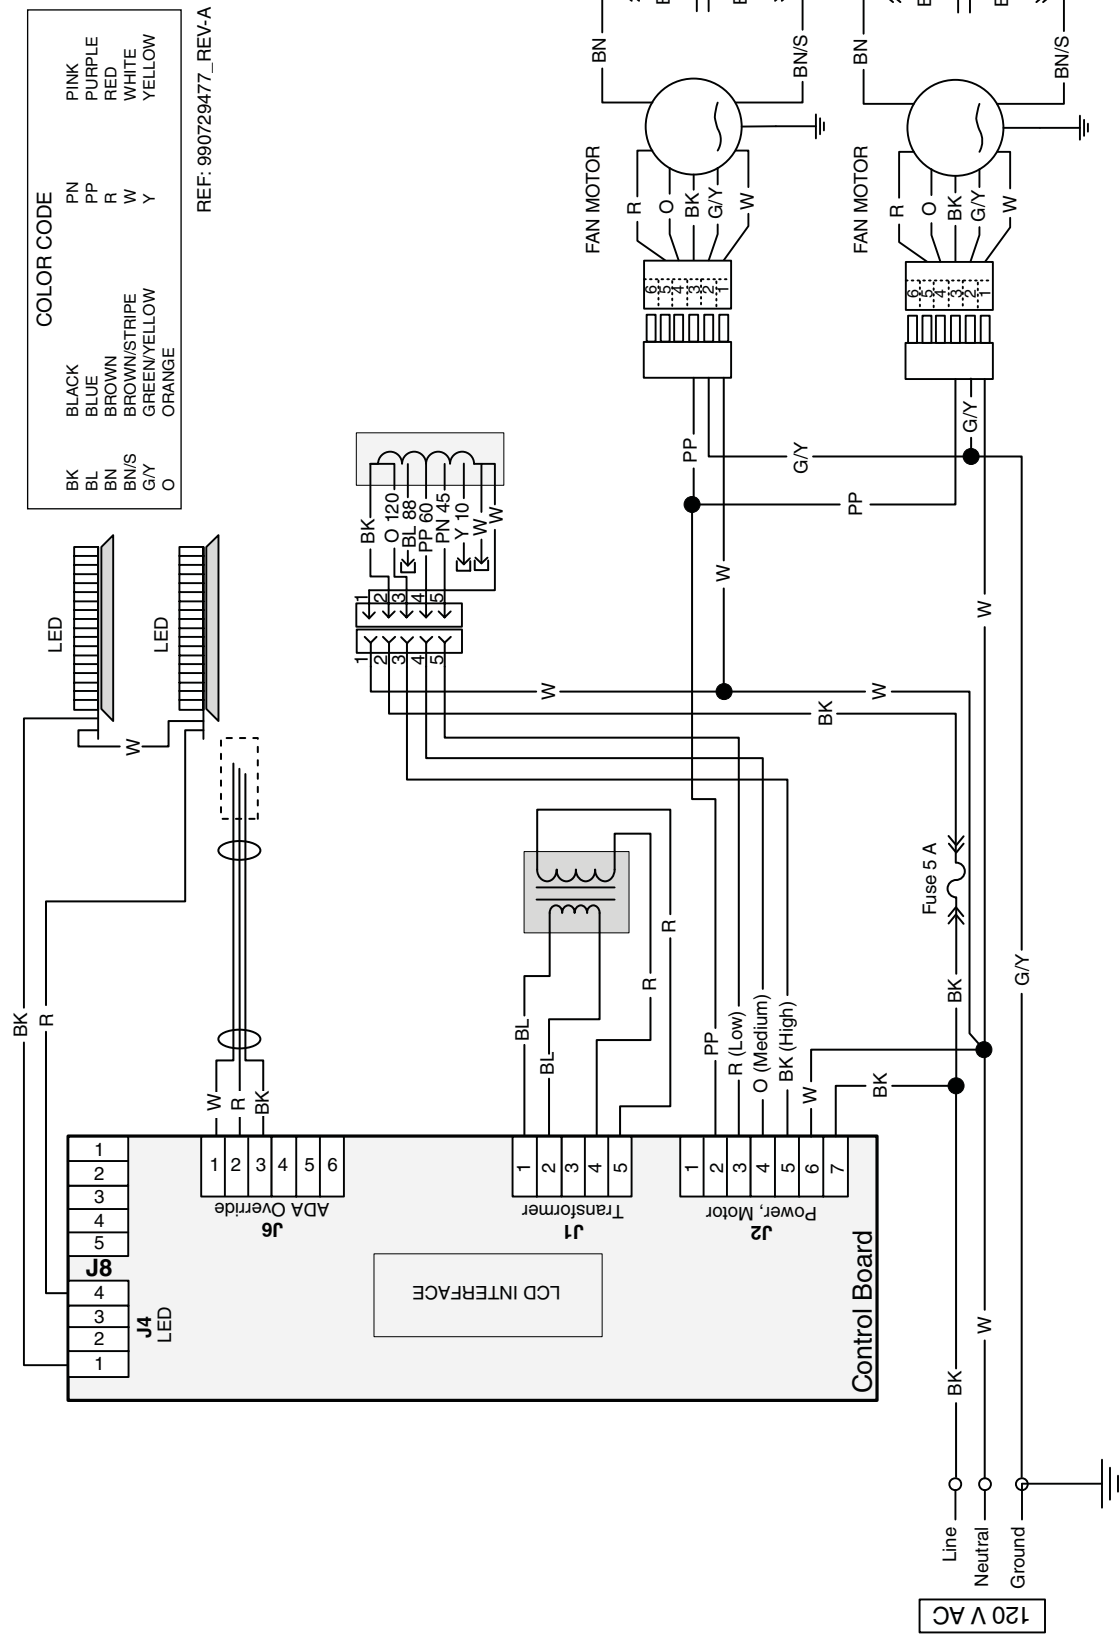 COLOR CODE
BK BLACK PN PINK
BL BLUE PP PURPLE
BN BROWN R RED
BN/S BROWN/STRIPE W WHITE
G/Y GREEN/YELLOW Y YELLOW
O ORANGE
REF: 990729477_REV-A
LED
LED
BK
R
W
W
R
BK
1
2
3
4
5
J8
4
3
2
1
J4
LED
1
2
3
4
5
6
ADA Override
J6
LCD INTERFACE
1
2
3
4
5
Transformer
J1
1
2
3
4
5
6
7
Power, Motor
J2
Control Board
BL
BL
R
R
PP
R (Low)
O (Medium)
BK (High)
W
BK
BK
O 120
BL 88
PP 60
PN 45
Y 10
W
W
1
2
3
4
5
1
2
3
4
5
W
W
BK
W
PP
G/Y
PP
G/Y
W
FAN MOTOR
R
O
BK
G/Y
W
6
5
4
3
2
1
BN
BN/S
FAN MOTOR
R
O
BK
G/Y
W
6
5
4
3
2
1
BN
BN/S
Fuse 5 A
BK
G/Y
BK
W
Line
Neutral
Ground
120 V AC